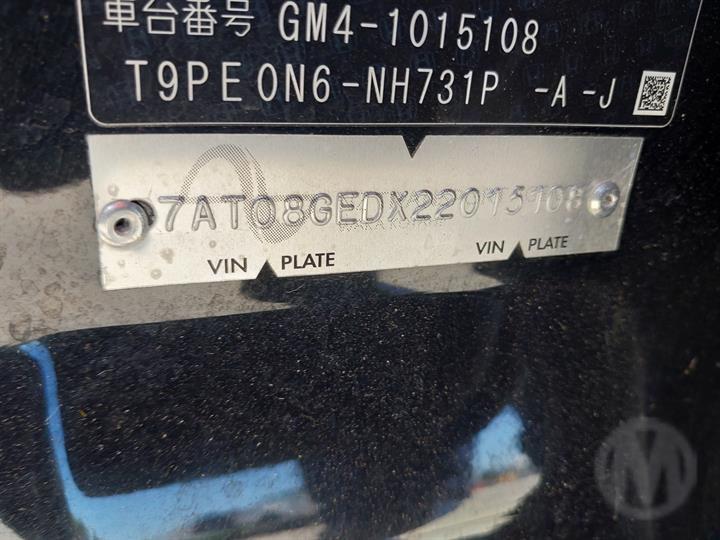 車台番号 GM4-1015108
T9PE0N6-NH731P -A-J
7AT08GEDX22015108
VIN PLATE VIN PLATE
M